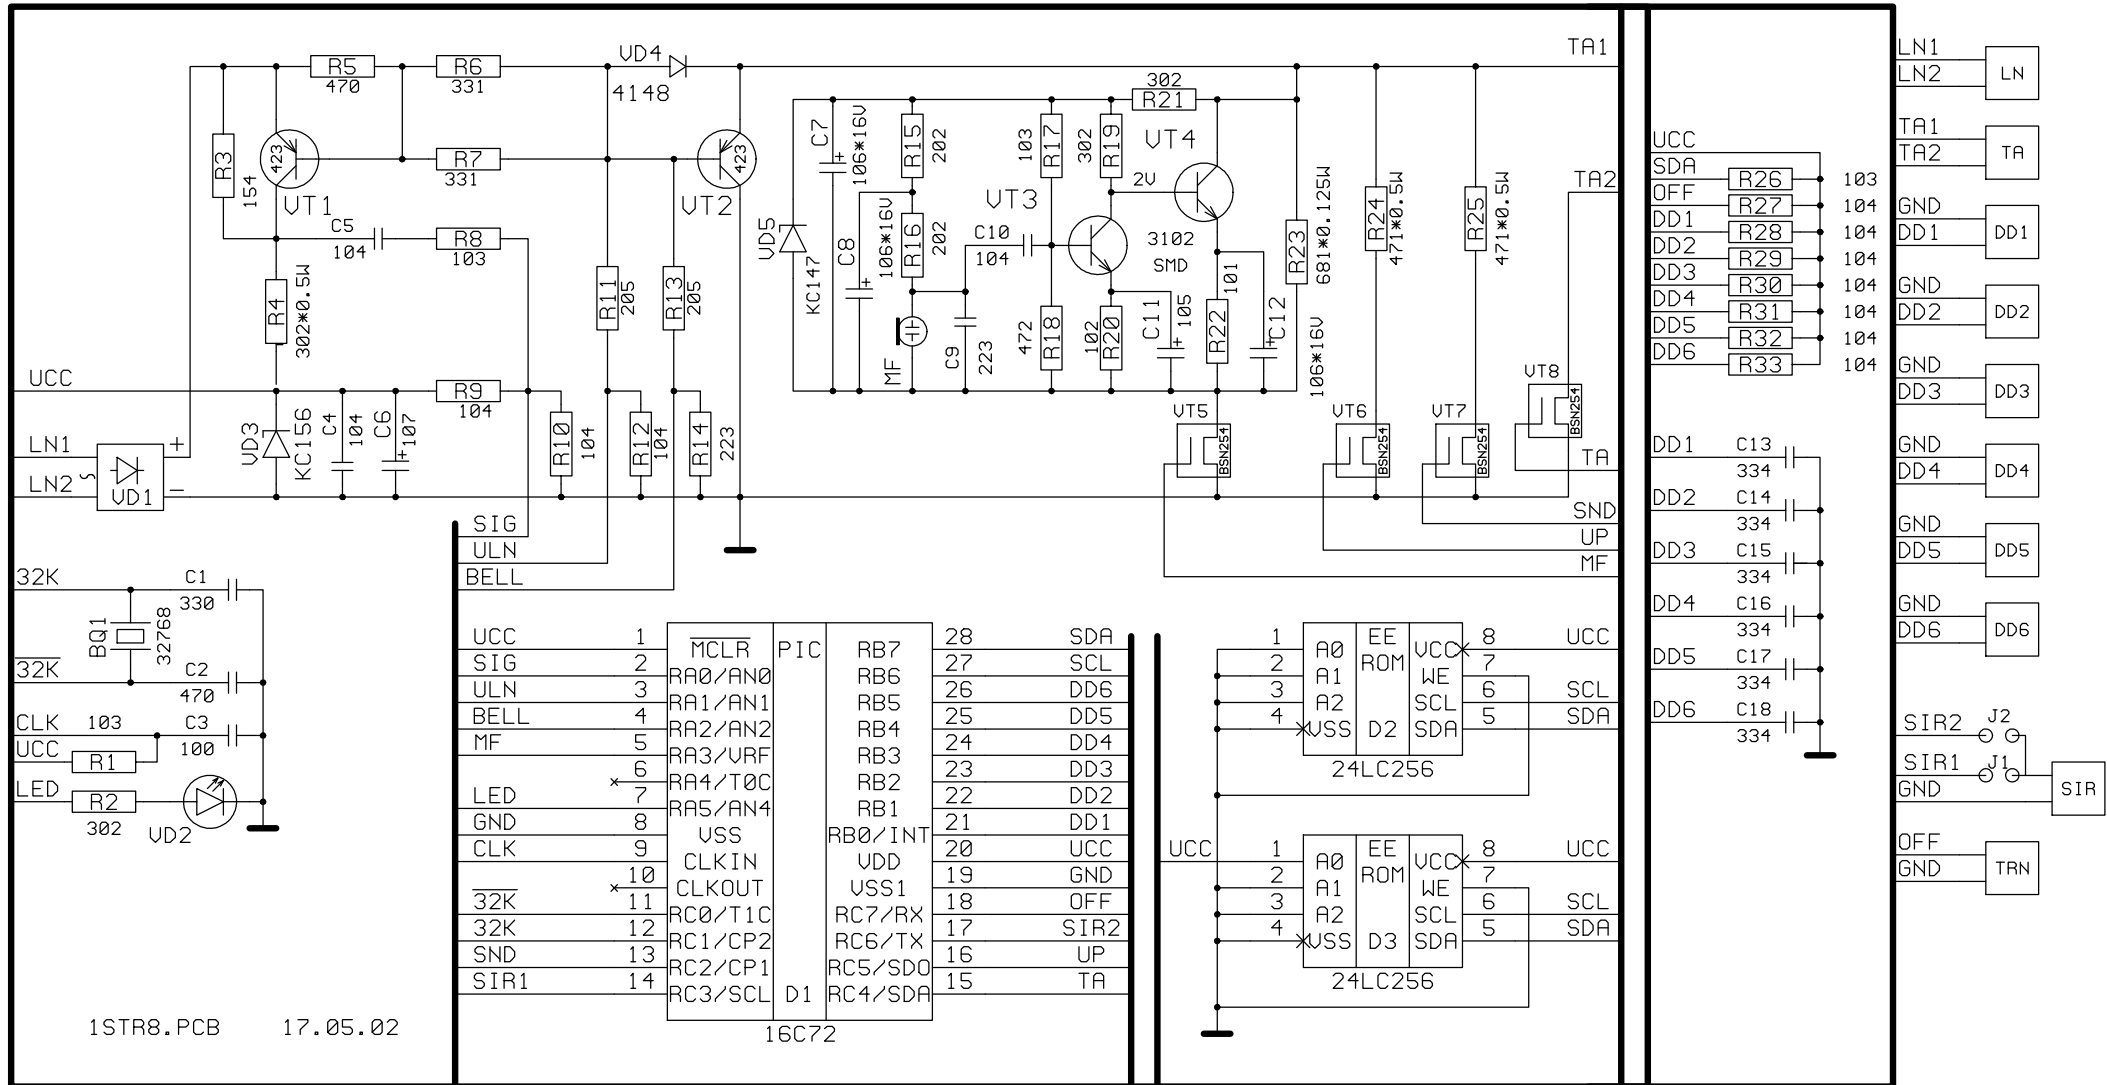 VD4
4148
R5
470
R6
331
R7
331
R3
154
423
VT1
423
VT2
C5
104
R8
103
R4
302*0.5W
R11
205
R13
205
UCC
R9
104
VD3
KC156
C4
104
C6
107
R10
104
R12
104
R14
223
LN1
LN2
VD1
+
−
SIG
ULN
BELL
TA1
302
R21
C7
106*16V
R15
202
103
R17
302
R19
VT4
2V
VT3
VD5
KC147
C8
106*16V
R16
202
C10
104
3102
SMD
R23
681*0.125W
R24
471*0.5W
R25
471*0.5W
TA2
MF
C9
223
472
R18
102
R20
C11
105
101
R22
C12
106*16V
VT5
BSN254
VT6
BSN254
VT7
BSN254
VT8
BSN254
TA
SND
UP
MF
32K
C1
330
BQ1
32768
32K
C2
470
CLK
103
C3
100
UCC
R1
LED
R2
302
VD2
1STR8.PCB 17.05.02
UCC 1 MCLR PIC RB7 28 SDA
SIG 2 RA0/AN0 RB6 27 SCL
ULN 3 RA1/AN1 RB5 26 DD6
BELL 4 RA2/AN2 RB4 25 DD5
MF 5 RA3/VRF RB3 24 DD4
6 RA4/T0C RB2 23 DD3
LED 7 RA5/AN4 RB1 22 DD2
GND 8 VSS RB0/INT 21 DD1
CLK 9 CLKIN VDD 20 UCC
10 CLKOUT VSS1 19 GND
32K 11 RC0/T1C RC7/RX 18 OFF
32K 12 RC1/CP2 RC6/TX 17 SIR2
SND 13 RC2/CP1 RC5/SDO 16 UP
SIR1 14 RC3/SCL D1 RC4/SDA 15 TA
16C72
1 A0 EE VCC 8 UCC
2 A1 ROM WE 7
3 A2 SCL 6 SCL
4 VSS D2 SDA 5 SDA
24LC256
UCC 1 A0 EE VCC 8 UCC
2 A1 ROM WE 7
3 A2 SCL 6 SCL
4 VSS D3 SDA 5 SDA
24LC256
UCC
SDA R26 103
OFF R27 104
DD1 R28 104
DD2 R29 104
DD3 R30 104
DD4 R31 104
DD5 R32 104
DD6 R33 104
DD1 C13
334
DD2 C14
334
DD3 C15
334
DD4 C16
334
DD5 C17
334
DD6 C18
334
LN1
LN2
LN
TA1
TA2
TA
GND
DD1
DD1
GND
DD2
DD2
GND
DD3
DD3
GND
DD4
DD4
GND
DD5
DD5
GND
DD6
DD6
SIR2 J2
SIR1 J1
GND
SIR
OFF
GND
TRN